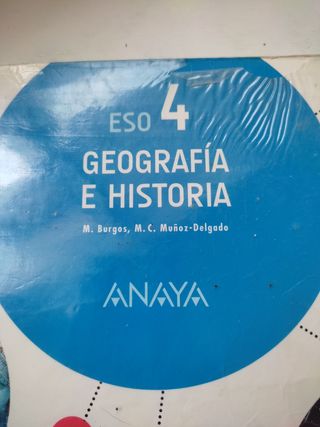 ESO 4
GEOGRAFÍA
E HISTORIA
M. Burgos, M. C. Muñoz-Delgado
ANAYA